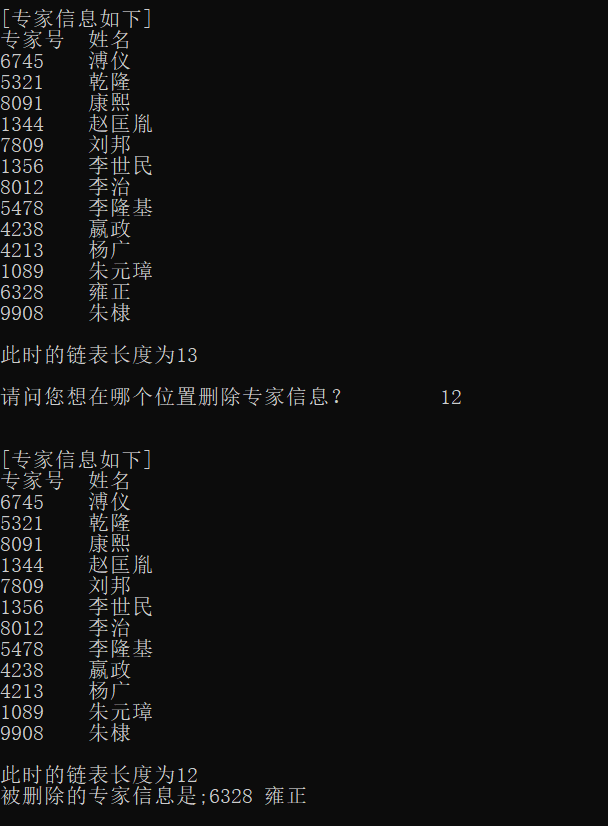 [专家信息如下]
专家号  姓名
6745    溥仪
5321    乾隆
8091    康熙
1344    赵匡胤
7809    刘邦
1356    李世民
8012    李治
5478    李隆基
4238    嬴政
4213    杨广
1089    朱元璋
6328    雍正
9908    朱棣
此时的链表长度为13
请问您想在哪个位置删除专家信息?         12
[专家信息如下]
专家号  姓名
6745    溥仪
5321    乾隆
8091    康熙
1344    赵匡胤
7809    刘邦
1356    李世民
8012    李治
5478    李隆基
4238    嬴政
4213    杨广
1089    朱元璋
9908    朱棣
此时的链表长度为12
被删除的专家信息是;6328 雍正